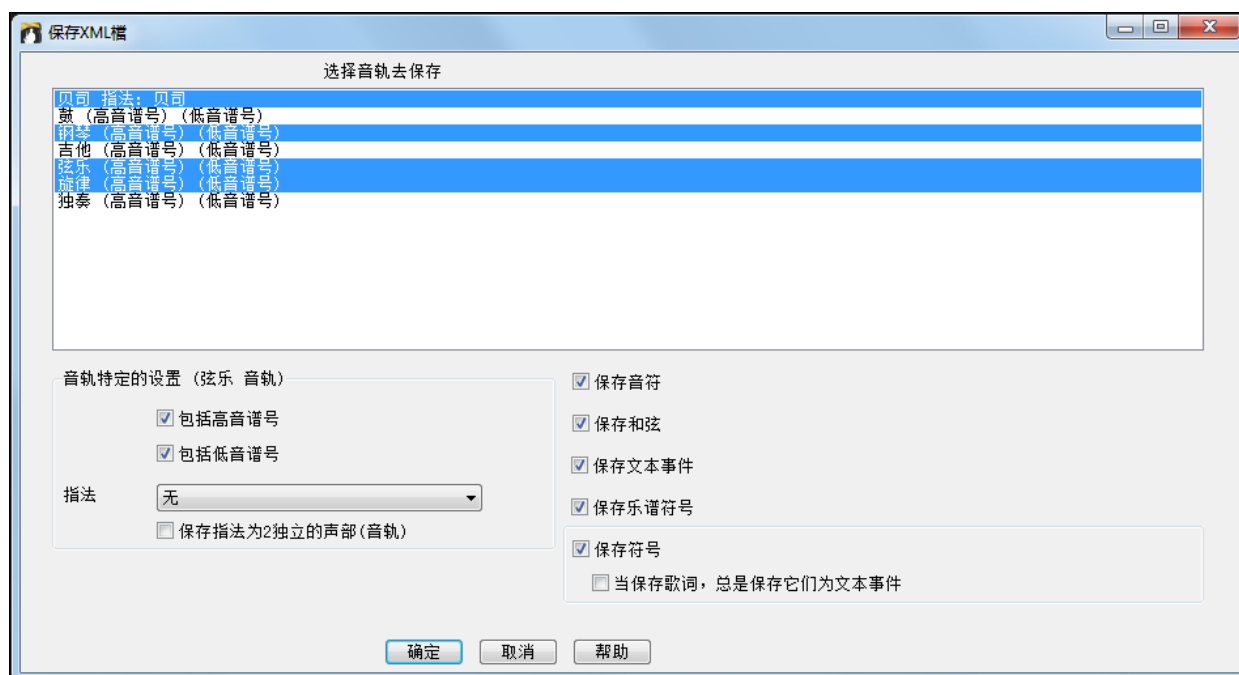 保存XML檔
选择音轨去保存
贝司 指法: 贝司
鼓 (高音谱号) (低音谱号)
钢琴 (高音谱号) (低音谱号)
吉他 (高音谱号) (低音谱号)
弦乐 (高音谱号) (低音谱号)
旋律 (高音谱号) (低音谱号)
独奏 (高音谱号) (低音谱号)
音轨特定的设置 (弦乐 音轨)
包括高音谱号
包括低音谱号
指法 无
保存指法为2独立的声部(音轨)
保存音符
保存和弦
保存文本事件
保存乐谱符号
保存符号
当保存歌词，总是保存它们为文本事件
确定 取消 帮助